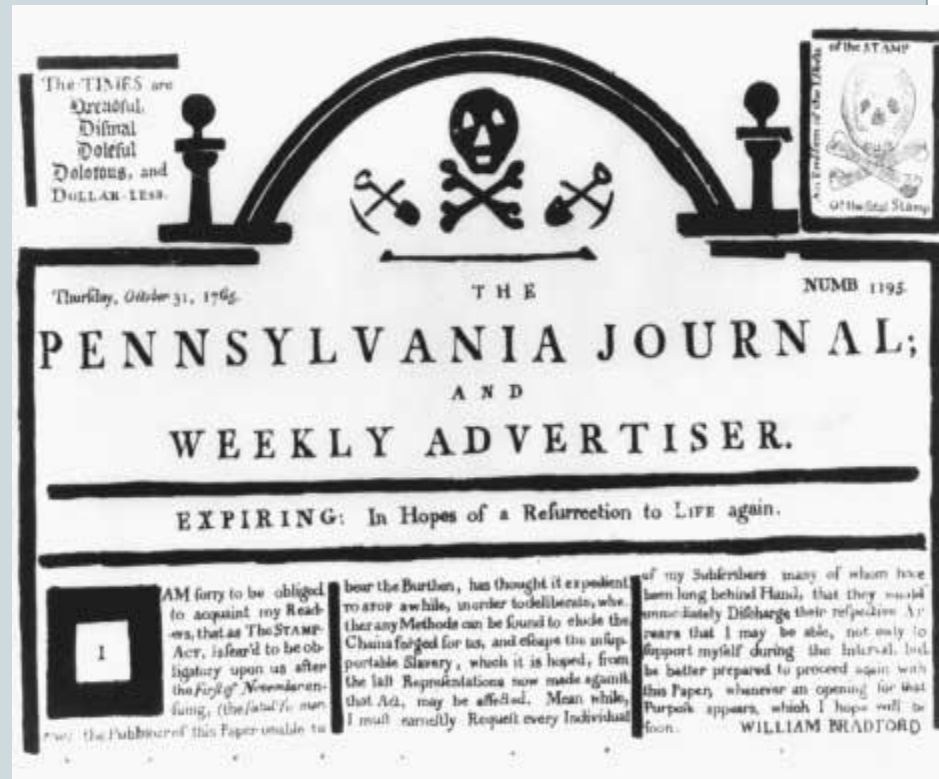 The TIMES are
Dreadful,
Diſmal
Doleful
Dolorous, and
DOLLAR-LESS.
of the STAMP
An Emblem of the Effects
O! the fatal Stamp
Thurſday, October 31, 1765.
NUMB 1195.
THE
PENNSYLVANIA JOURNAL;
AND
WEEKLY ADVERTISER.
EXPIRING: In Hopes of a Reſurrection to LIFE again.
I
AM ſorry to be obliged
to acquaint my Read-
ers, that as The STAMP-
ACT, is fear'd to be ob-
ligatory upon us after
the firſt of November en-
ſuing, (the fatal
the Publiſher of this Paper unable to
bear the Burthen, has thought it expedient
TO STOP awhile, in order to deliberate, whe-
ther any Methods can be found to elude the
Chains forged for us, and eſcape the inſup-
portable Slavery, which it is hoped, from
the laſt Repreſentations now made againſt
that Act, may be affected. Mean while,
I muſt earneſtly Requeſt every Individual
of my Subſcribers many of whom have
been long behind Hand, that they would
immediately Diſcharge their reſpective Ar
rears that I may be able, not only to
ſupport myſelf during the Interval, but
be better prepared to proceed again with
this Paper, whenever an opening for that
Purpoſe appears, which I hope will be
ſoon. WILLIAM BRADFORD